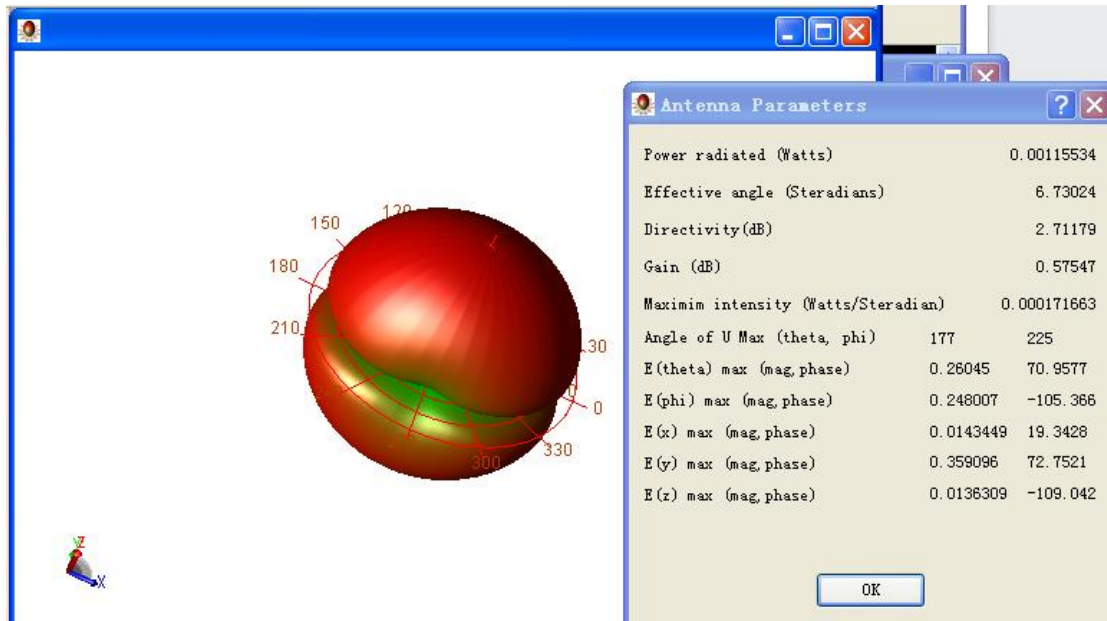 Antenna Parameters
Power radiated (Watts) 0.00115534
Effective angle (Steradians) 6.73024
Directivity(dB) 2.71179
Gain (dB) 0.57547
Maximim intensity (Watts/Steradian) 0.000171663
Angle of U Max (theta, phi) 177 225
E(theta) max (mag,phase) 0.26045 70.9577
E(phi) max (mag,phase) 0.248007 -105.366
E(x) max (mag,phase) 0.0143449 19.3428
E(y) max (mag,phase) 0.359096 72.7521
E(z) max (mag,phase) 0.0136309 -109.042
OK
120
150
180
210
30
0
330
300
Z
X